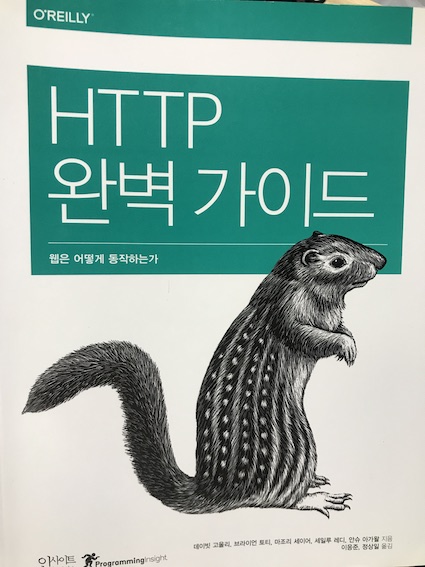 O'REILLY™
HTTP
완벽 가이드
웹은 어떻게 동작하는가
데이빗 고울리, 브라이언 토티, 마조리 세이어, 세일루 레디, 안슈 아가왈 지음
이응준, 정상일 옮김
인사이트 ProgrammingInsight.